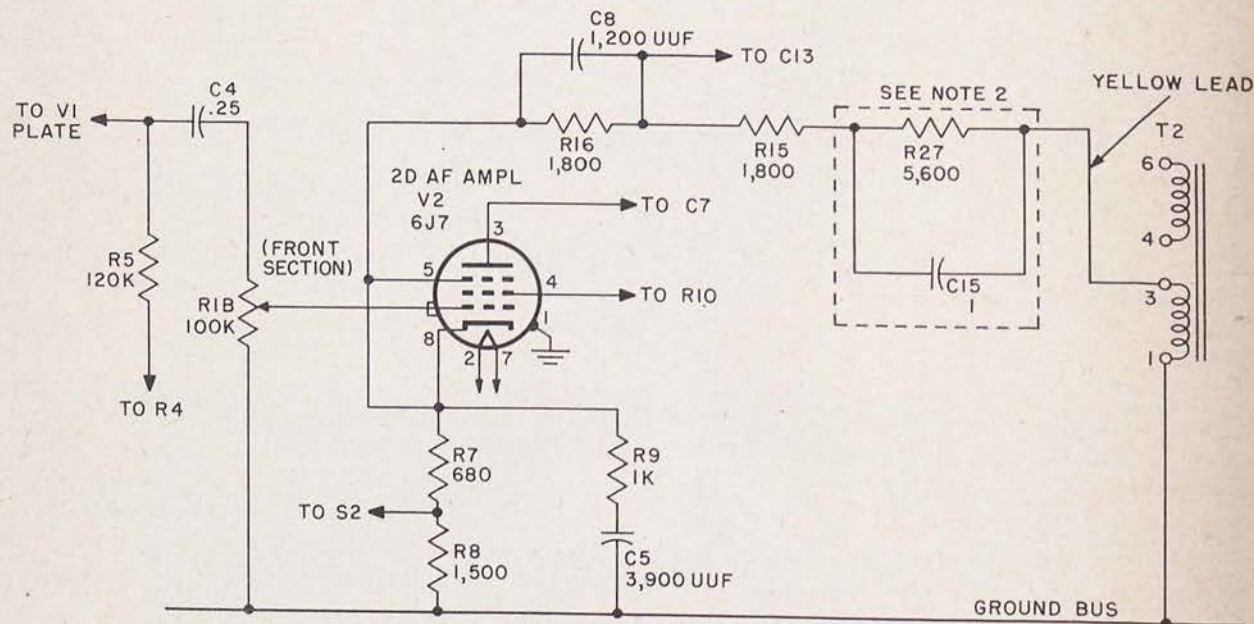 C8
1,200 UUF
TO C13
YELLOW LEAD
SEE NOTE 2
C4
.25
TO V1
PLATE
T2
R16
1,800
R15
1,800
R27
5,600
6
2D AF AMPL
V2
6J7
3
TO C7
4
R5
120K
(FRONT
SECTION)
5
4
TO R10
C15
1
3
R1B
100K
1
8
2
7
1
TO R4
R7
680
R9
1K
TO S2
R8
1,500
C5
3,900 UUF
GROUND BUS